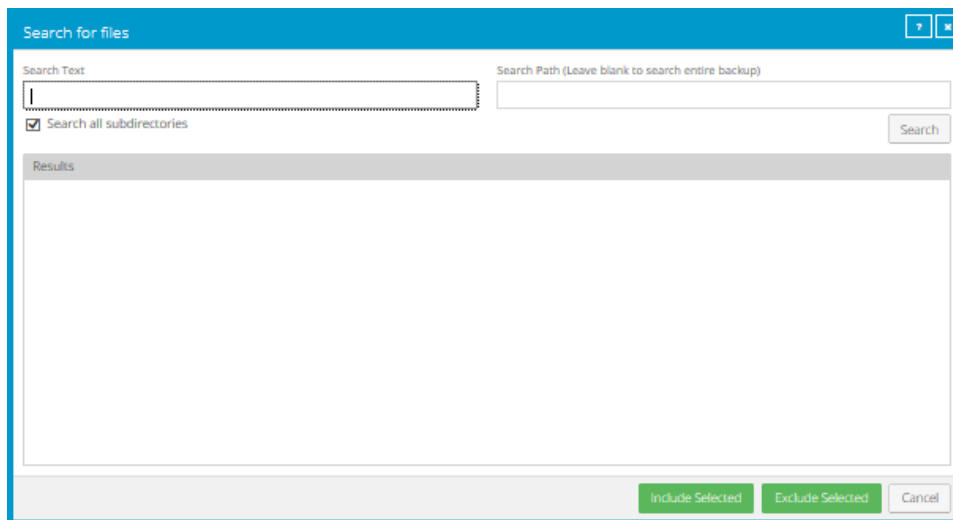 Search for files
?
Search Text
Search Path (Leave blank to search entire backup)
Search all subdirectories
Search
Results
Include Selected
Exclude Selected
Cancel